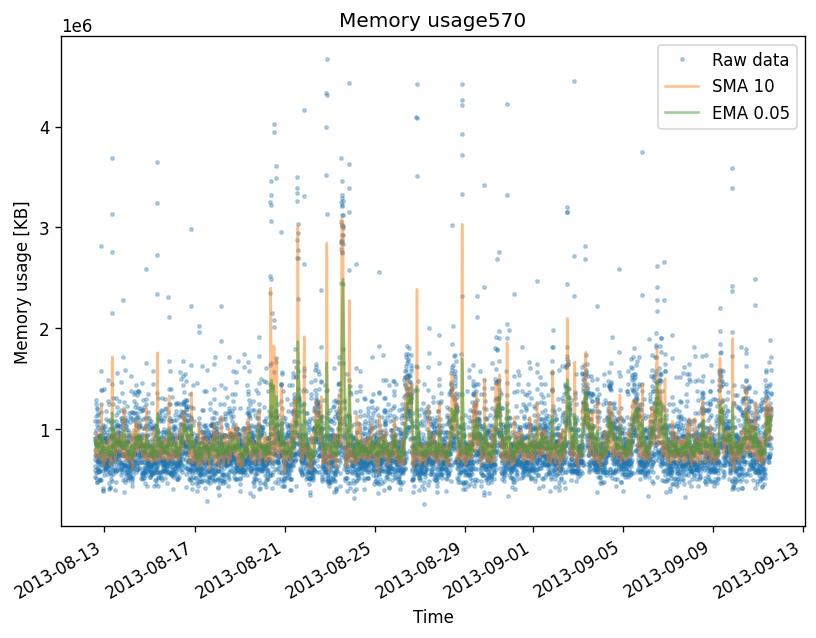 Memory usage570
1e6
Raw data
SMA 10
EMA 0.05
4
3
2
1
Memory usage [KB]
2013-08-13
2013-08-17
2013-08-21
2013-08-25
2013-08-29
2013-09-01
2013-09-05
2013-09-09
2013-09-13
Time